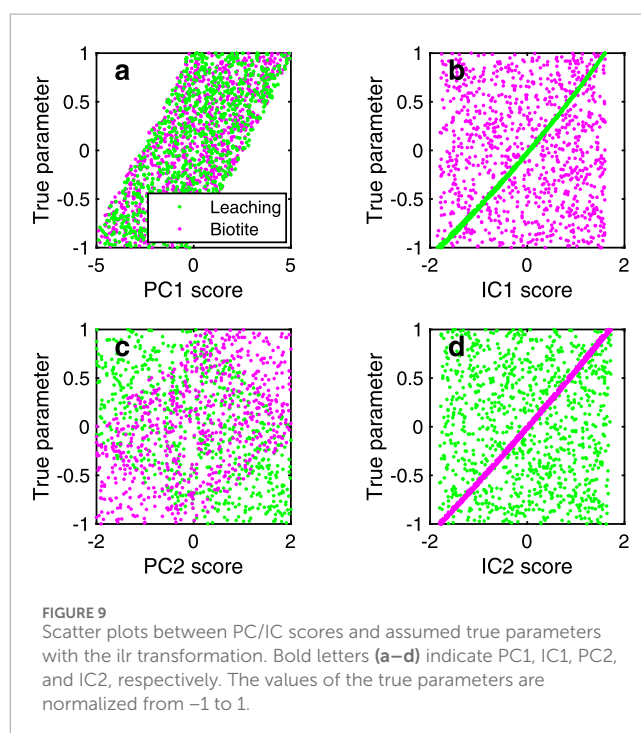 a
1
0.5
0
-0.5
-1
True parameter
-5
0
5
PC1 score
Leaching
Biotite
b
1
0.5
0
-0.5
-1
True parameter
-2
0
2
IC1 score
c
1
0.5
0
-0.5
-1
True parameter
-2
0
2
PC2 score
d
1
0.5
0
-0.5
-1
True parameter
-2
0
2
IC2 score
FIGURE 9
Scatter plots between PC/IC scores and assumed true parameters
with the ilr transformation. Bold letters (a–d) indicate PC1, IC1, PC2,
and IC2, respectively. The values of the true parameters are
normalized from –1 to 1.